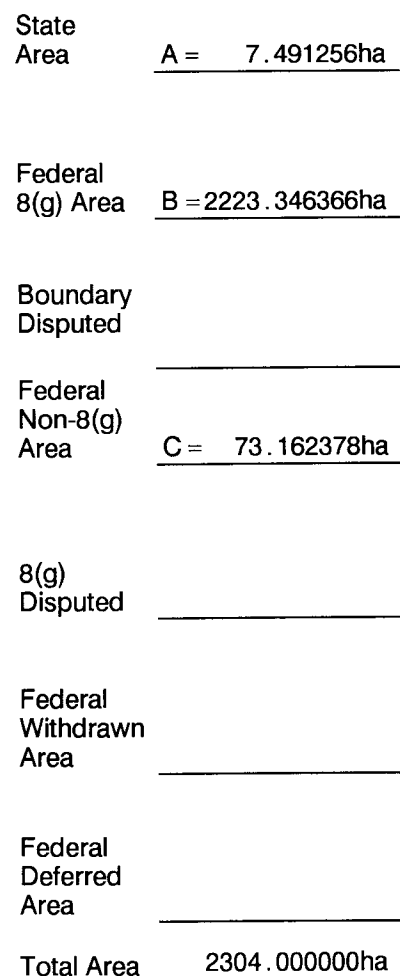 State
Area A = 7.491256ha
Federal
8(g) Area B =2223.346366ha
Boundary
Disputed
Federal
Non-8(g)
Area C = 73.162378ha
8(g)
Disputed
Federal
Withdrawn
Area
Federal
Deferred
Area
Total Area 2304.000000ha